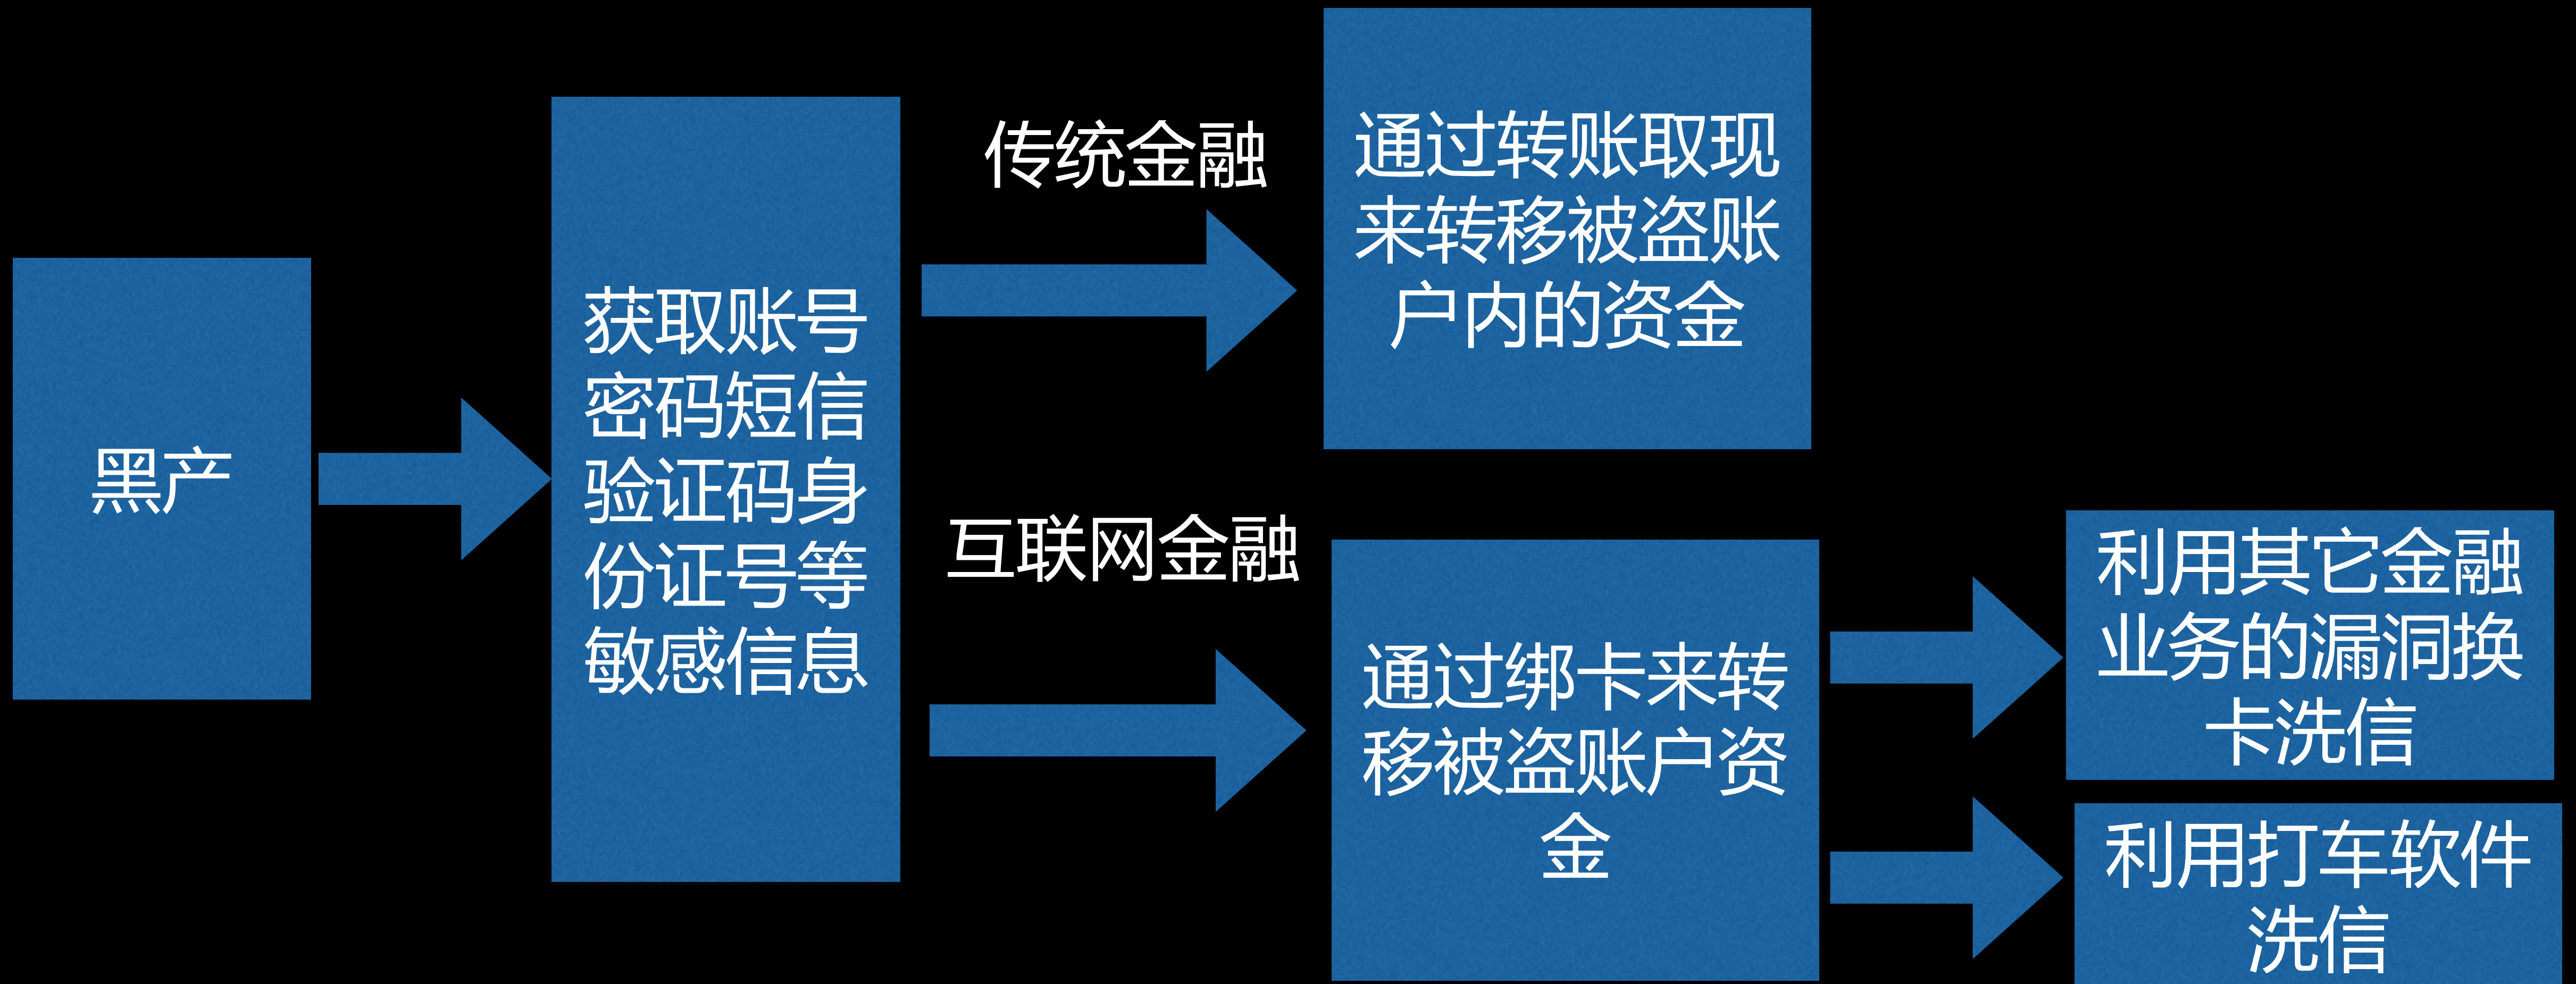 黑产
获取账号
密码短信
验证码身
份证号等
敏感信息
传统金融
通过转账取现
来转移被盗账
户内的资金
互联网金融
通过绑卡来转
移被盗账户资
金
利用其它金融
业务的漏洞换
卡洗信
利用打车软件
洗信